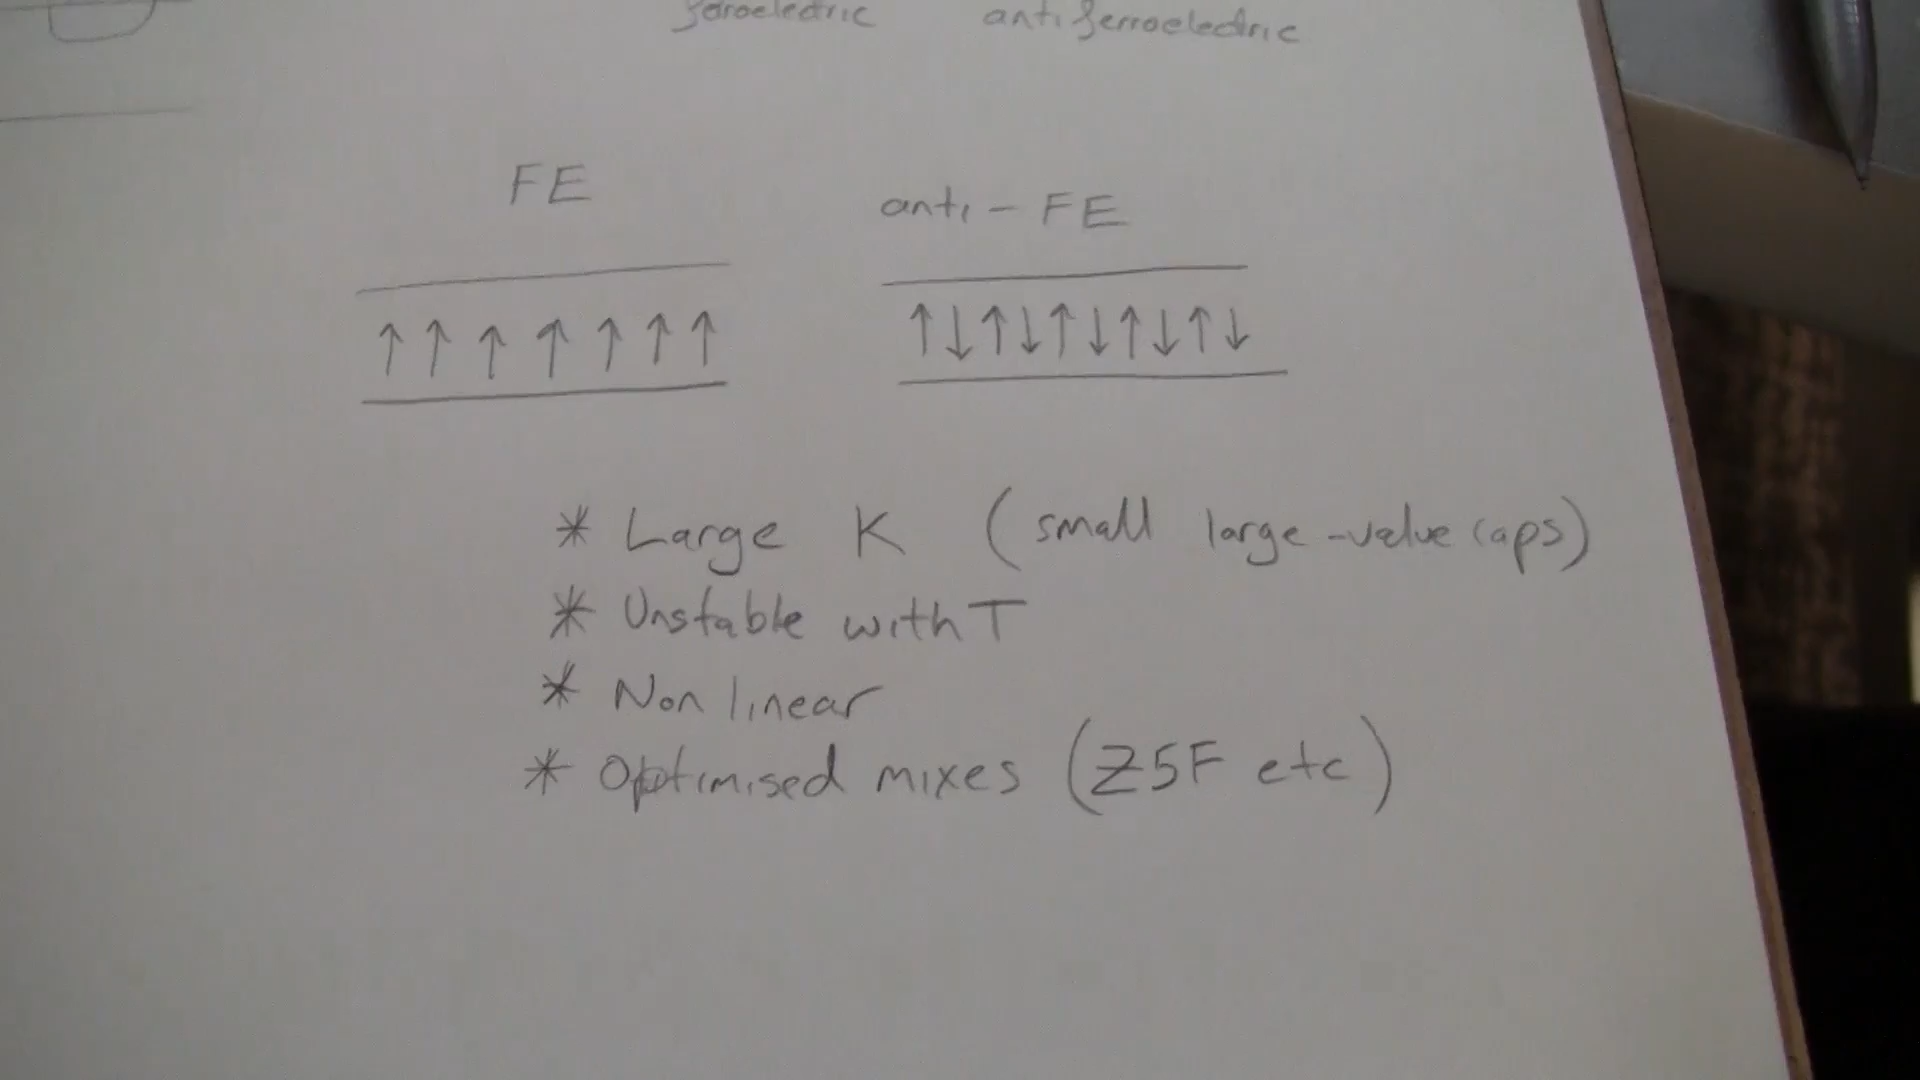 ferroelectric antiferroelectric
FE
anti-FE
↑ ↑ ↑ ↑ ↑ ↑ ↑
↑↓↑↓↑↓↑↓↑↓
* Large K (small large-value caps)
* Unstable with T
* Non linear
* Optimised mixes (Z5F etc)